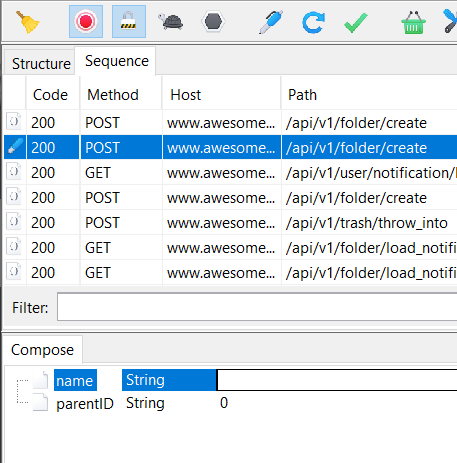 Structure Sequence
Code Method Host Path
200 POST www.awesome... /api/v1/folder/create
200 POST www.awesome... /api/v1/folder/create
200 GET www.awesome... /api/v1/user/notification/
200 POST www.awesome... /api/v1/folder/create
200 POST www.awesome... /api/v1/trash/throw_into
200 GET www.awesome... /api/v1/folder/load_notifi
200 GET www.awesome... /api/v1/folder/load_notifi
Filter:
Compose
name String
parentID String 0